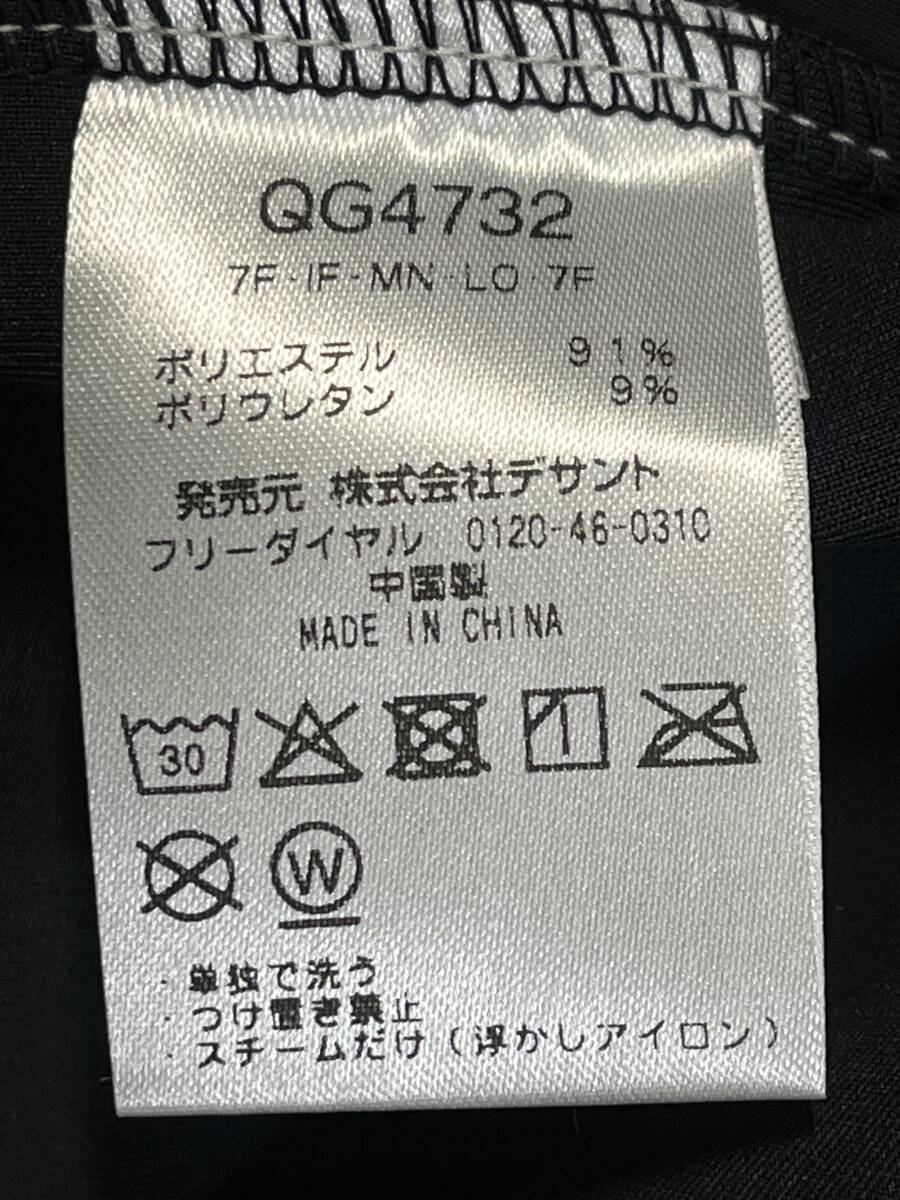 QG4732
7F-IF-MN-LO-7F
ポリエステル 91%
ポリウレタン 9%
発売元 株式会社デサント
フリーダイヤル 0120-46-0310
中国製
MADE IN CHINA
30
W
・単独で洗う
・つけ置き禁止
・スチームだけ(浮かしアイロン)